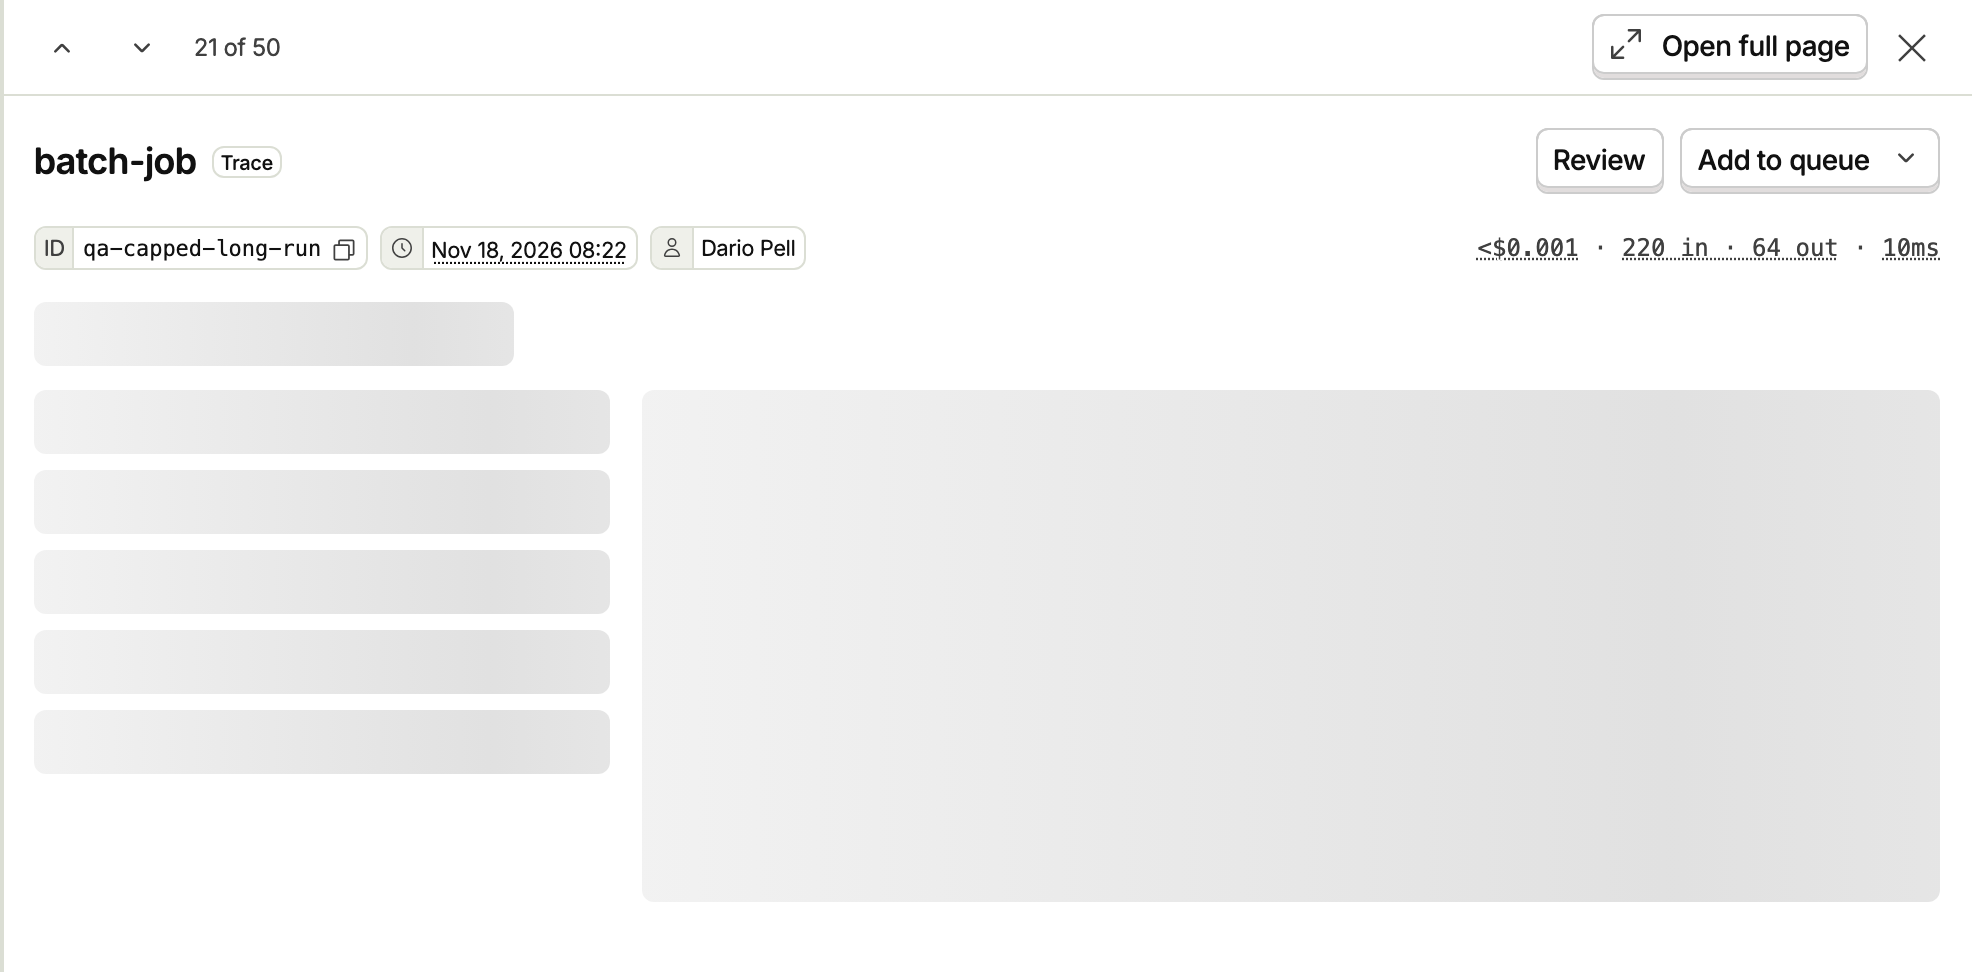 21 of 50
Open full page
batch-job Trace
Review
Add to queue
ID qa-capped-long-run
Nov 18, 2026 08:22
Dario Pell
<$0.001 · 220 in · 64 out · 10ms